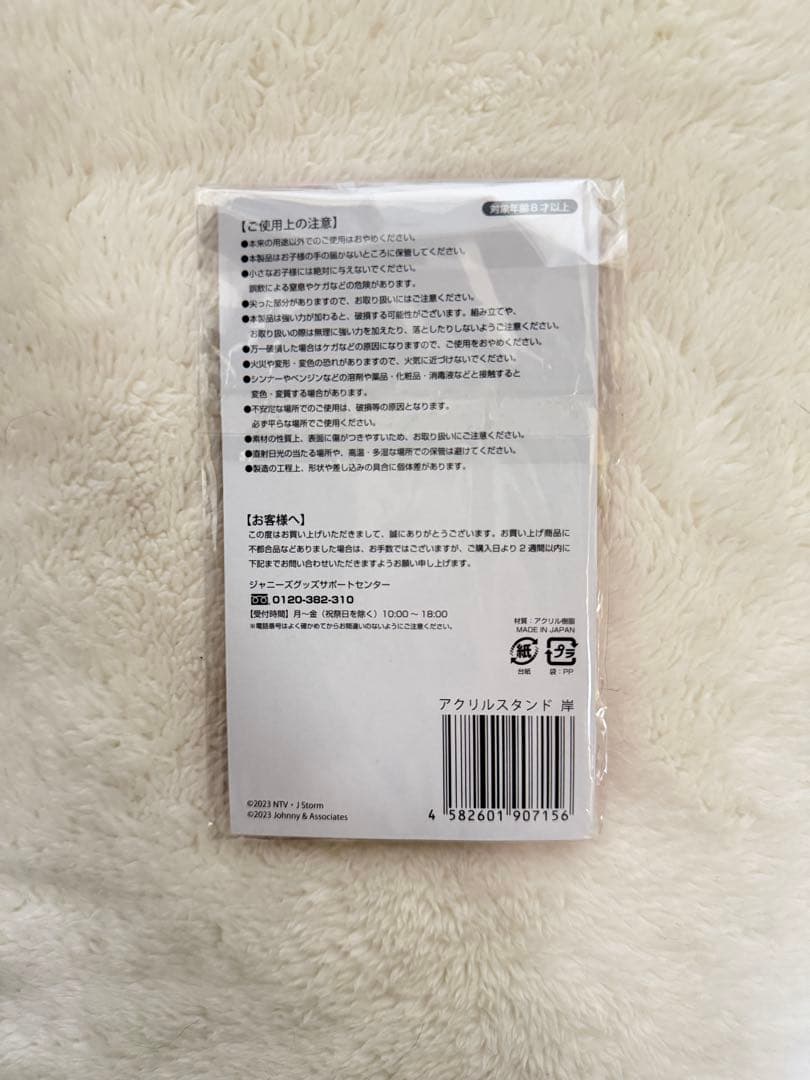 対象年齢8才以上
【ご使用上の注意】
●本来の用途以外でのご使用はおやめください。
●本製品はお子様の手の届かないところに保管してください。
●小さなお子様には絶対に与えないでください。
誤飲による窒息やケガなどの危険があります。
●尖った部分がありますので、お取り扱いにはご注意ください。
●本製品は強い力が加わると、破損する可能性がございます。組み立てや、
お取り扱いの際は無理に強い力を加えたり、落としたりしないようご注意ください。
●万一破損した場合はケガなどの原因になりますので、ご使用をおやめください。
●火災や変形・変色の恐れがありますので、火気に近づけないでください。
●シンナーやベンジンなどの溶剤や薬品・化粧品・消毒液などと接触すると
変色・変質する場合があります。
●不安定な場所でのご使用は、破損等の原因となります。
必ず平らな場所でご使用ください。
●素材の性質上、表面に傷がつきやすいため、お取り扱いにご注意ください。
●直射日光の当たる場所や、高温・多湿な場所での保管は避けてください。
●製造の工程上、形状や差し込みの具合に個体差があります。
【お客様へ】
この度はお買い上げいただきまして、誠にありがとうございます。お買い上げ商品に
不都合品などありました場合は、お手数ではございますが、ご購入日より2週間以内に
下記までお問い合わせいただきますようお願い申し上げます。
ジャニーズグッズサポートセンター
0120-382-310
【受付時間】月〜金（祝祭日を除く）10:00〜18:00
※電話番号はよく確かめてからお間違いのないようにご注意ください。
材質：アクリル樹脂
MADE IN JAPAN
紙 プラ
台紙 袋：PP
アクリルスタンド 岸
4 582601 907156
©2023 NTV・J Storm
©2023 Johnny & Associates